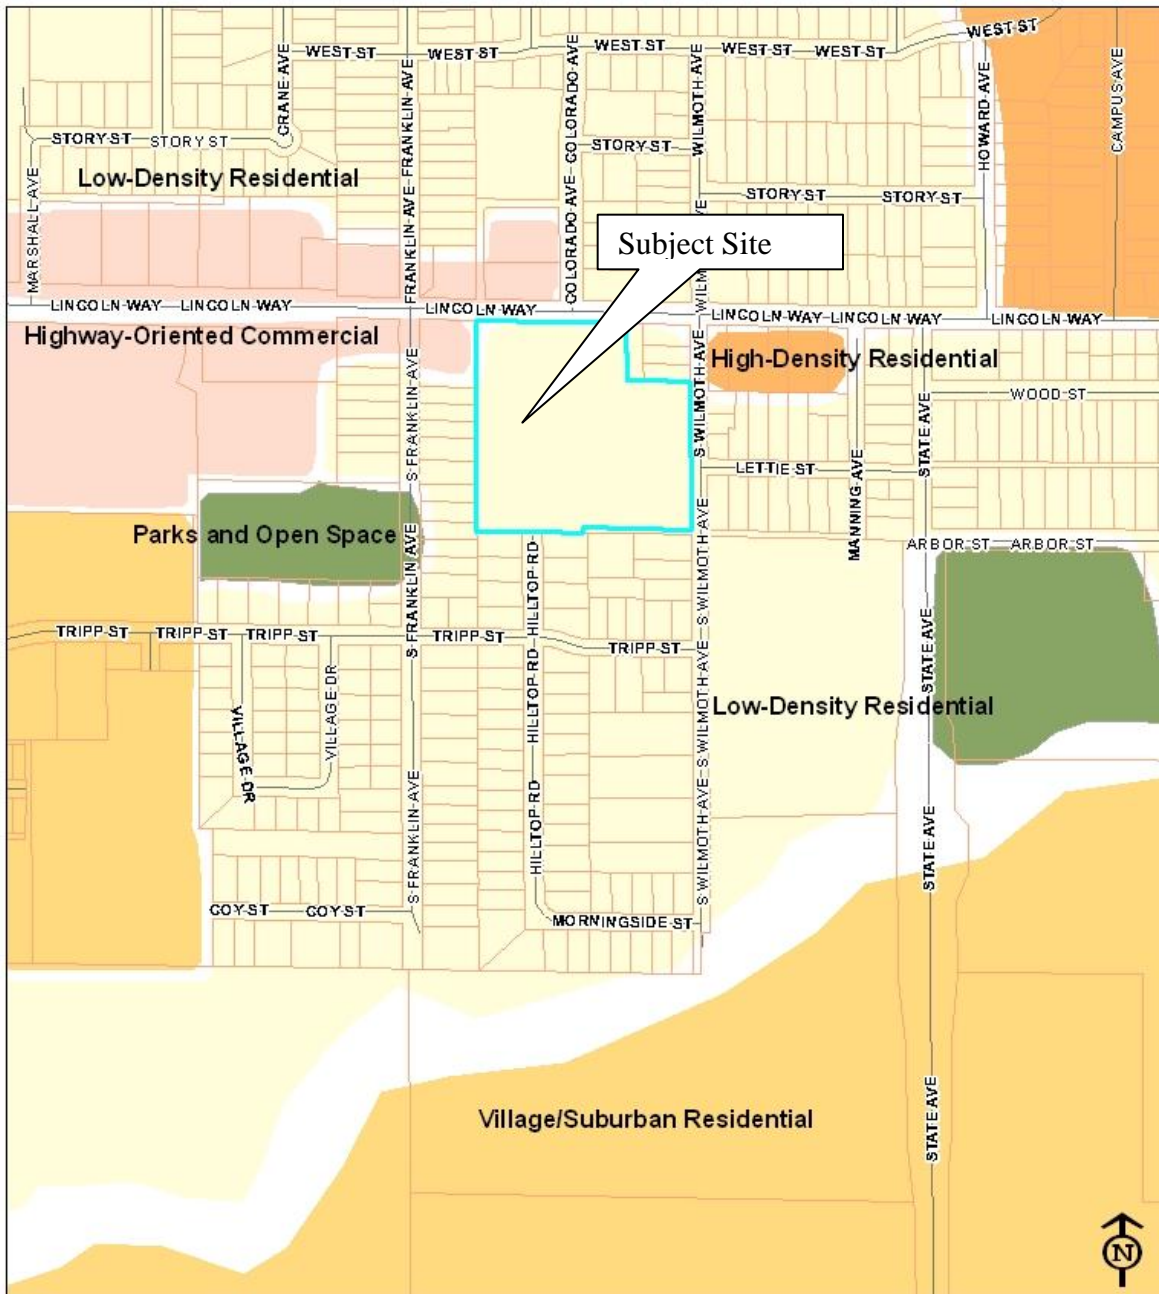 WEST ST WEST ST WEST ST WEST ST WEST ST WEST ST
CRANE AVE
FRANKLIN AVE FRANKLIN AVE FRANKLIN AVE
COLORADO AVE COLORADO AVE COLORADO AVE
WILMOTH AVE
HOWARD AVE
CAMPUS AVE
STORY ST STORY ST STORY ST
STORY ST STORY ST
MARSHALL AVE
Low-Density Residential
Subject Site
LINCOLN WAY LINCOLN WAY LINCOLN WAY LINCOLN WAY LINCOLN WAY LINCOLN WAY
Highway-Oriented Commercial
High-Density Residential
S FRANKLIN AVE S FRANKLIN AVE S FRANKLIN AVE S FRANKLIN AVE
S WILMOTH AVE S WILMOTH AVE S WILMOTH AVE S WILMOTH AVE
WOOD ST
LETTIE ST
MANNING AVE
STATE AVE
Parks and Open Space
ARBOR ST ARBOR ST
HILLTOP RD HILLTOP RD HILLTOP RD
TRIPP ST TRIPP ST TRIPP ST TRIPP ST TRIPP ST
VILLAGE DR
VILLAGE DR
Low-Density Residential
STATE AVE STATE AVE
COY ST COY ST
MORNINGSIDE ST
Village/Suburban Residential
STATE AVE
N